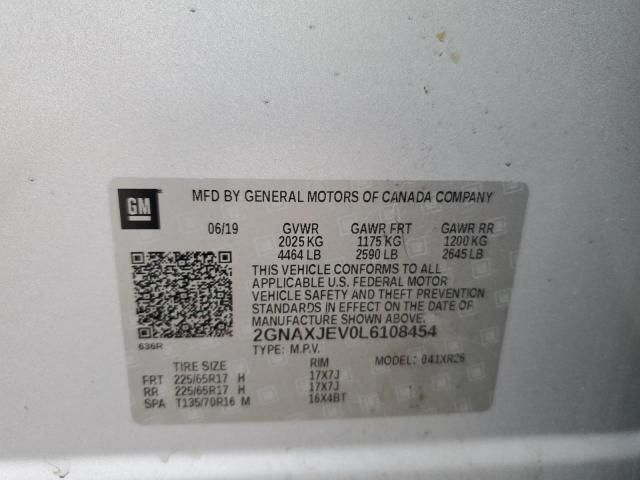 GM
MFD BY GENERAL MOTORS OF CANADA COMPANY
06/19 GVWR GAWR FRT GAWR RR
2025 KG 1175 KG 1200 KG
4464 LB 2590 LB 2645 LB
THIS VEHICLE CONFORMS TO ALL
APPLICABLE U.S. FEDERAL MOTOR
VEHICLE SAFETY AND THEFT PREVENTION
STANDARDS IN EFFECT ON THE DATE OF
MANUFACTURE SHOWN ABOVE.
2GNAXJEV0L6108454
636R
TYPE: M.P.V. MODEL: 041XR26
TIRE SIZE RIM
FRT 225/65R17 H 17X7J
RR 225/65R17 H 17X7J
SPA T135/70R16 M 16X4BT